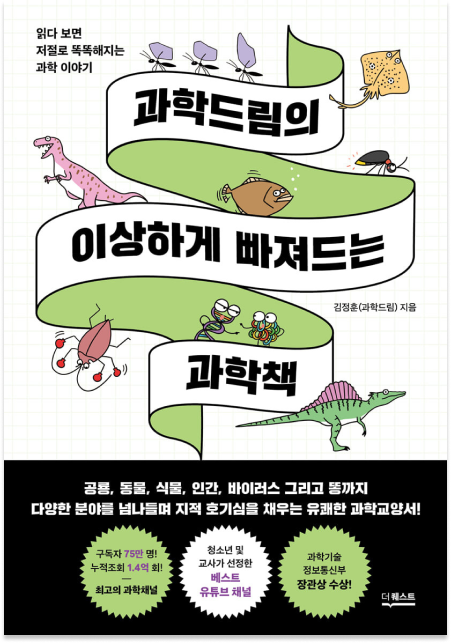 읽다 보면
저절로 똑똑해지는
과학 이야기
과학드림의
이상하게 빠져드는
김정훈(과학드림) 지음
과학책
공룡, 동물, 식물, 인간, 바이러스 그리고 똥까지
다양한 분야를 넘나들며 지적 호기심을 채우는 유쾌한 과학교양서!
구독자 75만 명!
누적조회 1.4억 회!
최고의 과학채널
청소년 및
교사가 선정한
베스트
유튜브 채널
과학기술
정보통신부
장관상 수상!
더퀘스트